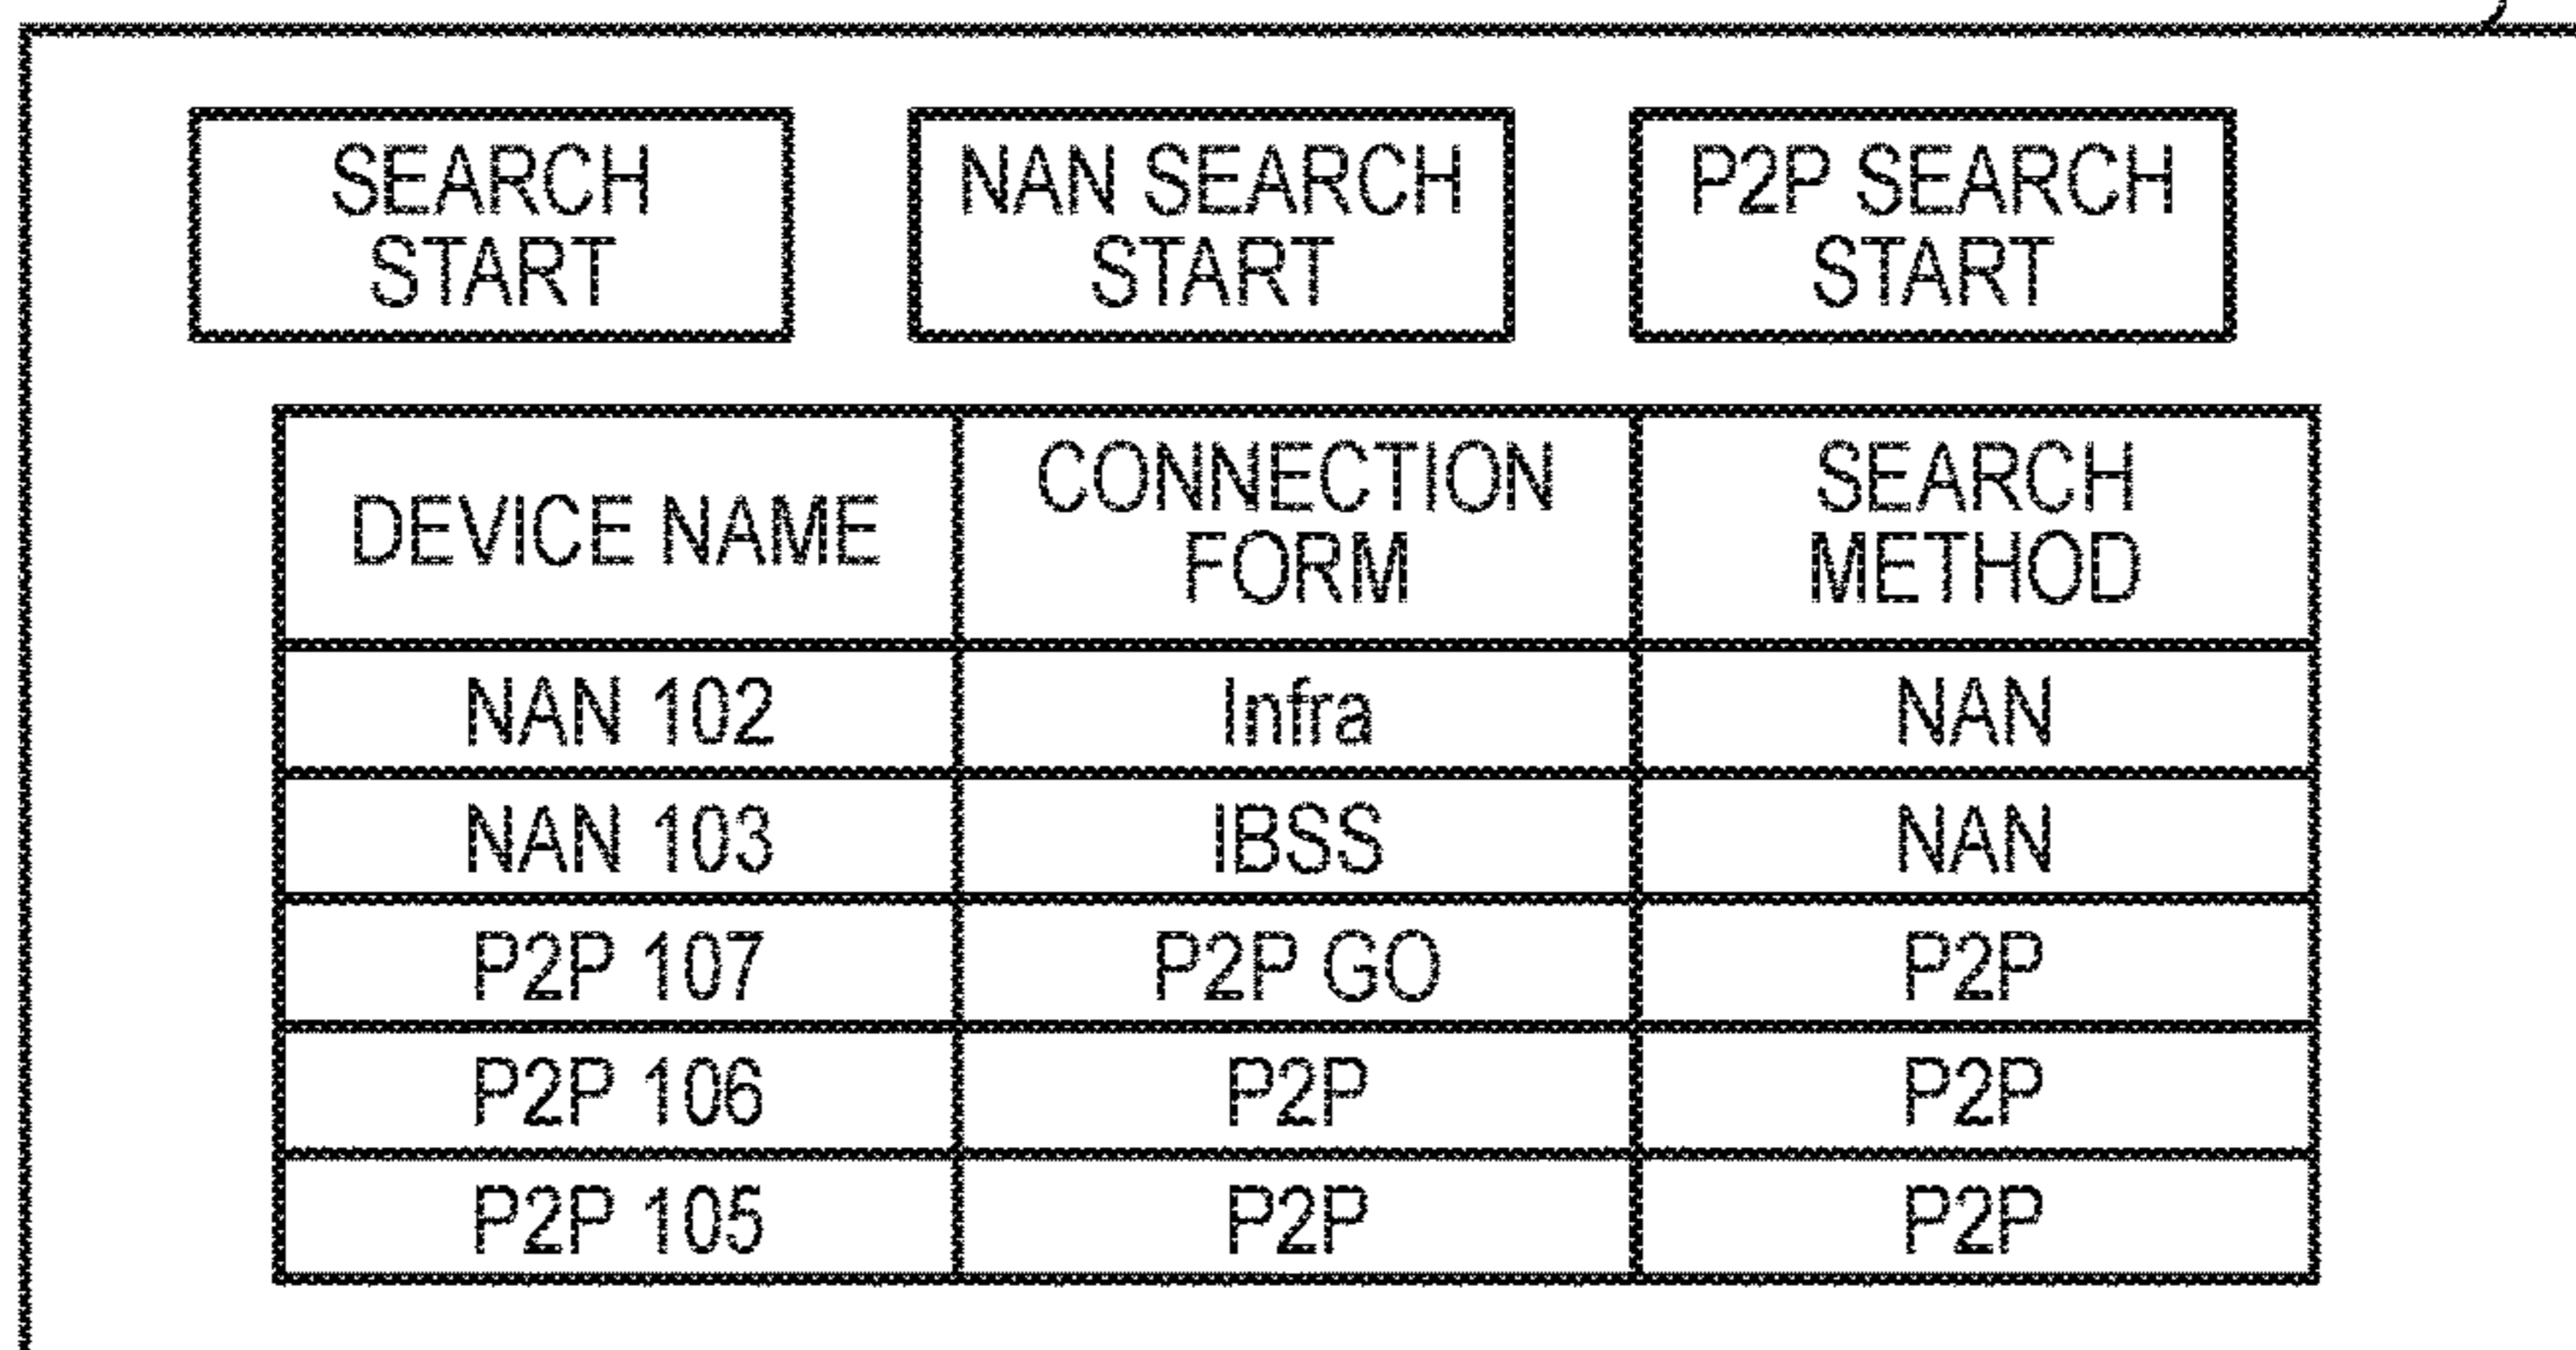 SEARCH
START
NAN SEARCH
START
P2P SEARCH
START
DEVICE NAME
CONNECTION
FORM
SEARCH
METHOD
NAN 102
Infra
NAN
NAN 103
IBSS
NAN
P2P 107
P2P GO
P2P
P2P 106
P2P
P2P
P2P 105
P2P
P2P